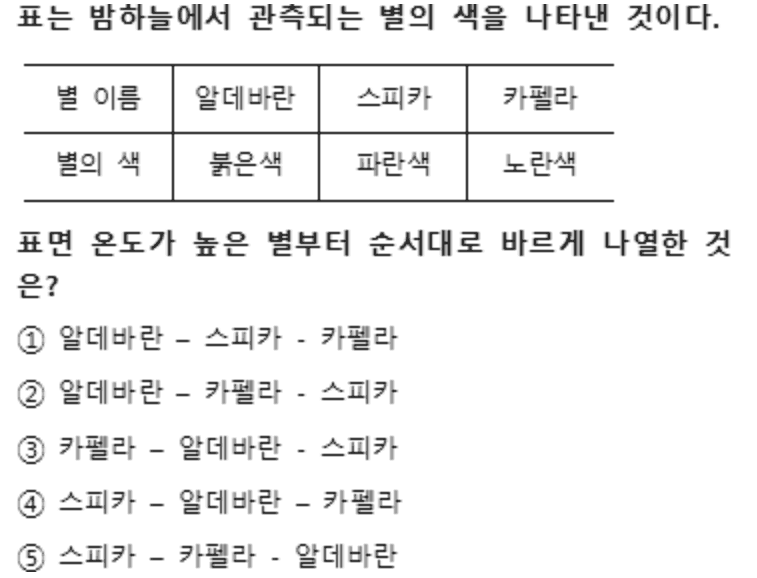 표는 밤하늘에서 관측되는 별의 색을 나타낸 것이다.
별 이름 알데바란 스피카 카펠라
별의 색 붉은색 파란색 노란색
표면 온도가 높은 별부터 순서대로 바르게 나열한 것
은?
① 알데바란 – 스피카 - 카펠라
② 알데바란 – 카펠라 - 스피카
③ 카펠라 – 알데바란 - 스피카
④ 스피카 – 알데바란 – 카펠라
⑤ 스피카 – 카펠라 - 알데바란